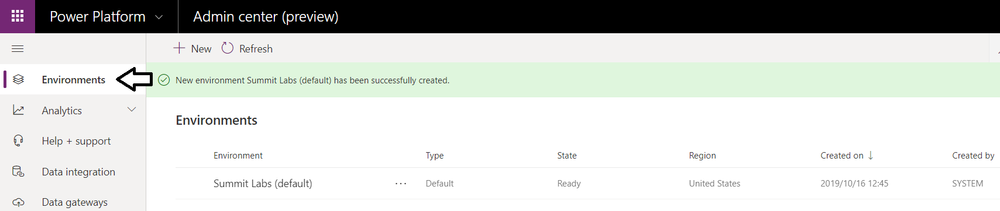 Power Platform
Admin center (preview)
New
Refresh
Environments
New environment Summit Labs (default) has been successfully created.
Analytics
Help + support
Data integration
Data gateways
Environments
Environment Type State Region Created on Created by
Summit Labs (default) ... Default Ready United States 2019/10/16 12:45 SYSTEM